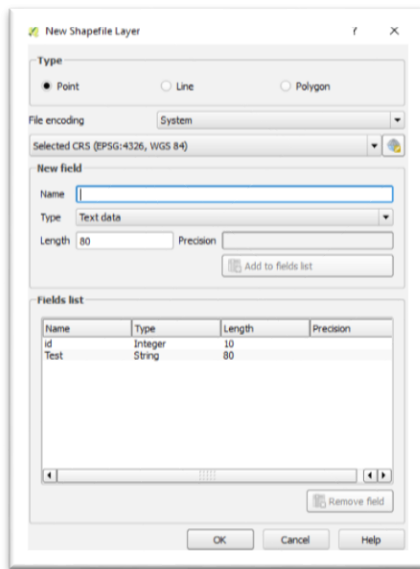 New Shapefile Layer ? X
Type
Point Line Polygon
File encoding System
Selected CRS (EPSG:4326, WGS 84)
New field
Name
Type Text data
Length 80 Precision
Add to fields list
Fields list
Name Type Length Precision
id Integer 10
Test String 80
Remove field
OK Cancel Help